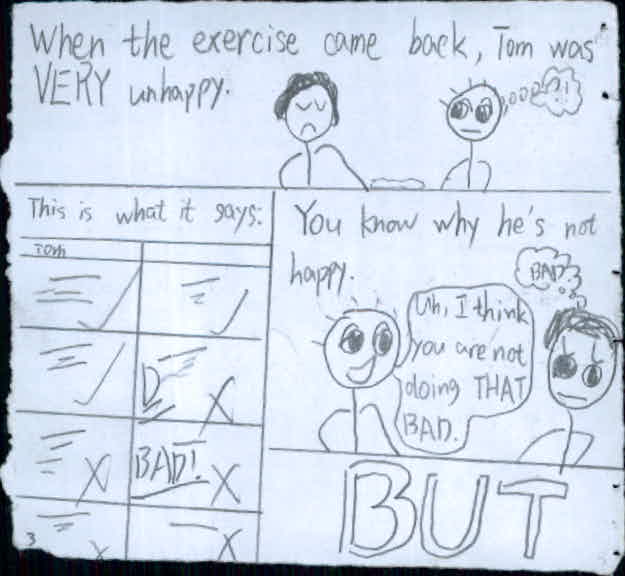 When the exercise came back, Tom was
VERY unhappy.
?!
This is what it says:
Tom
D
BAD!
3
You know why he's not
happy.
BAD?
Uh, I think
you are not
doing THAT
BAD.
BUT